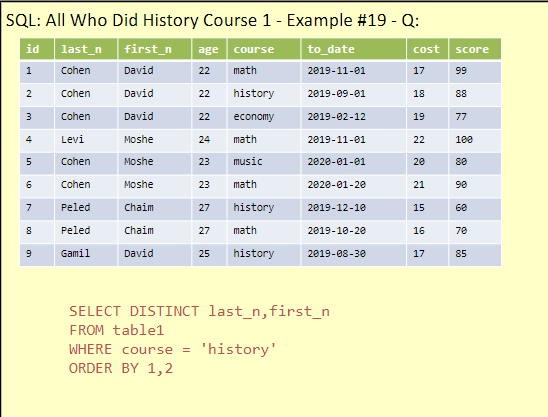 SQL: All Who Did History Course 1 - Example #19 - Q:
id last_n first_n age course to_date cost score
1 Cohen David 22 math 2019-11-01 17 99
2 Cohen David 22 history 2019-09-01 18 88
3 Cohen David 22 economy 2019-02-12 19 77
4 Levi Moshe 24 math 2019-11-01 22 100
5 Cohen Moshe 23 music 2020-01-01 20 80
6 Cohen Moshe 23 math 2020-01-20 21 90
7 Peled Chaim 27 history 2019-12-10 15 60
8 Peled Chaim 27 math 2019-10-20 16 70
9 Gamil David 25 history 2019-08-30 17 85
SELECT DISTINCT last_n,first_n
FROM table1
WHERE course = 'history'
ORDER BY 1,2